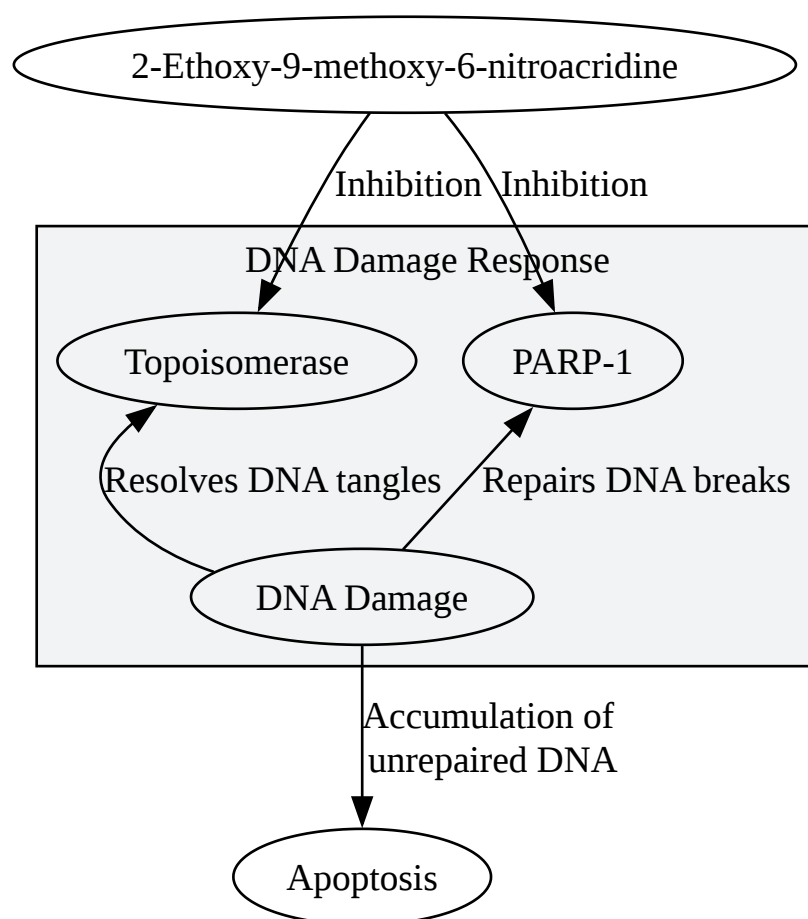 2-Ethoxy-9-methoxy-6-nitroacridine
Inhibition
Inhibition
DNA Damage Response
Topoisomerase
PARP-1
Resolves DNA tangles
Repairs DNA breaks
DNA Damage
Accumulation of
unrepaired DNA
Apoptosis